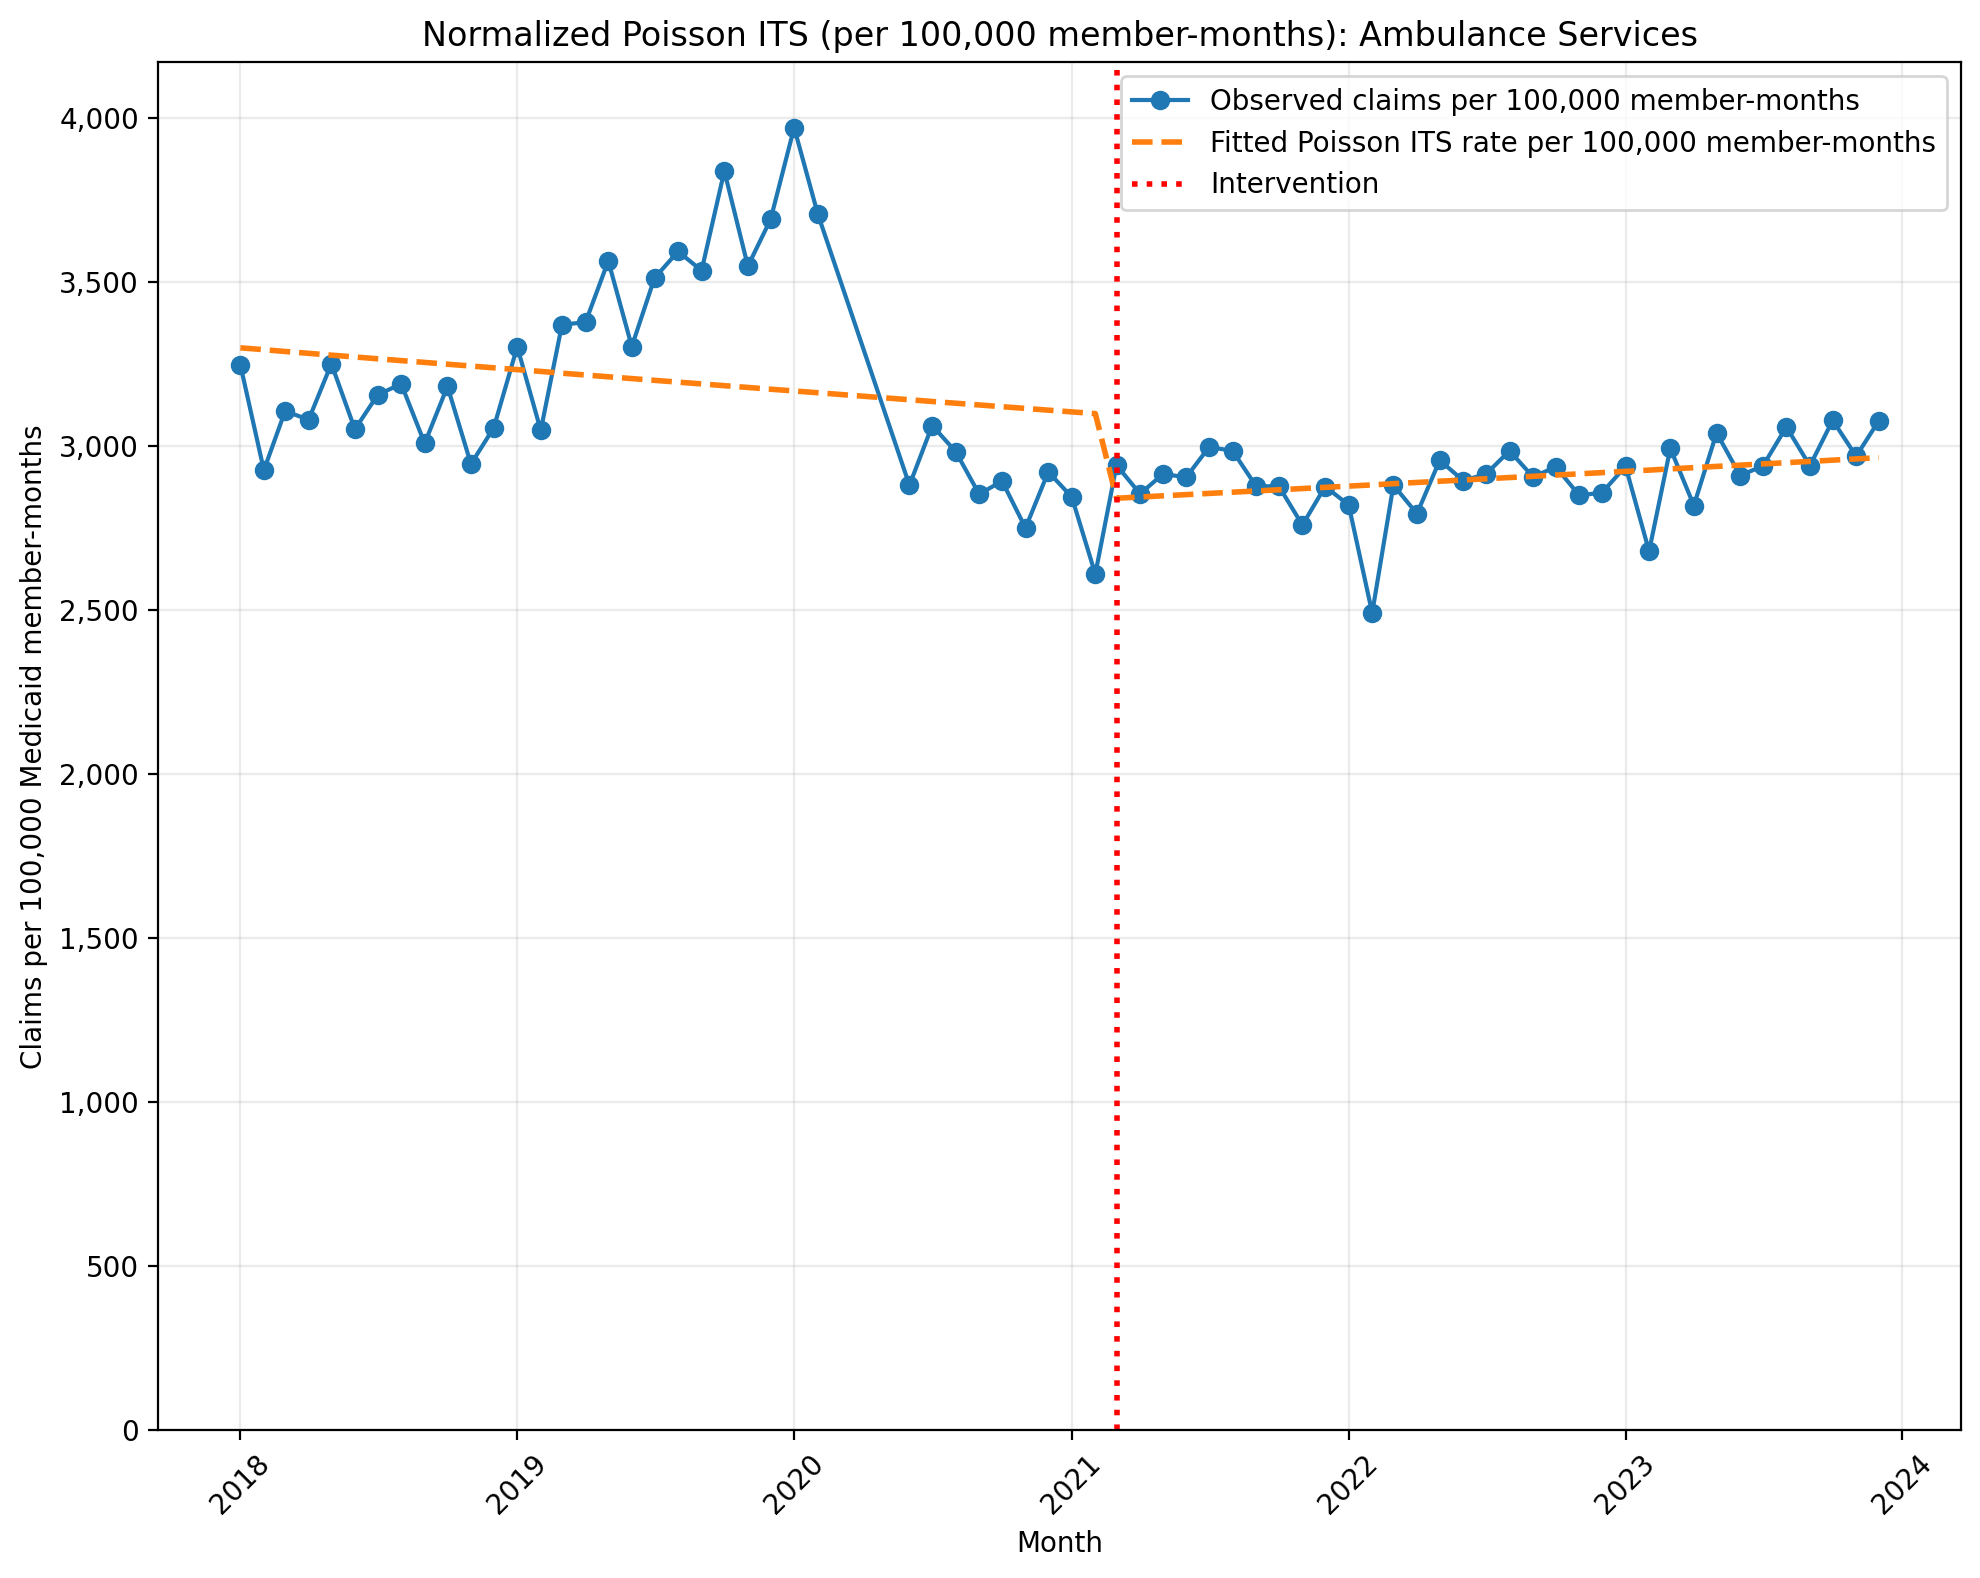 Normalized Poisson ITS (per 100,000 member-months): Ambulance Services
Observed claims per 100,000 member-months
Fitted Poisson ITS rate per 100,000 member-months
Intervention
Claims per 100,000 Medicaid member-months
4,000
3,500
3,000
2,500
2,000
1,500
1,000
500
0
2018
2019
2020
2021
2022
2023
2024
Month